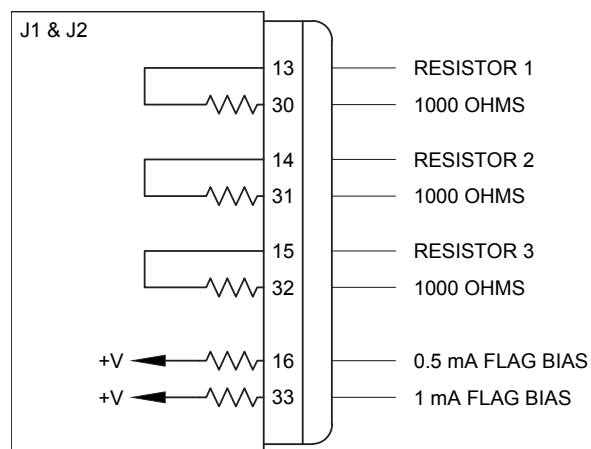 J1 & J2
13 RESISTOR 1
30 1000 OHMS
14 RESISTOR 2
31 1000 OHMS
15 RESISTOR 3
32 1000 OHMS
+V 16 0.5 mA FLAG BIAS
+V 33 1 mA FLAG BIAS